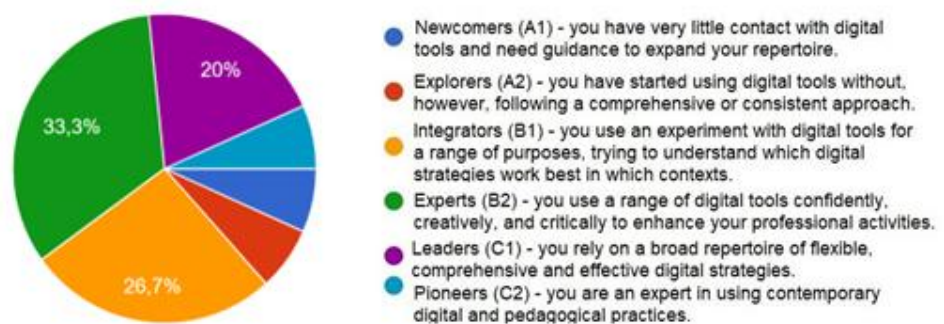 20%
33,3%
26,7%
Newcomers (A1) - you have very little contact with digital
tools and need guidance to expand your repertoire.
Explorers (A2) - you have started using digital tools without,
however, following a comprehensive or consistent approach.
Integrators (B1) - you use an experiment with digital tools for
a range of purposes, trying to understand which digital
strategies work best in which contexts.
Experts (B2) - you use a range of digital tools confidently,
creatively, and critically to enhance your professional activities.
Leaders (C1) - you rely on a broad repertoire of flexible,
comprehensive and effective digital strategies.
Pioneers (C2) - you are an expert in using contemporary
digital and pedagogical practices.